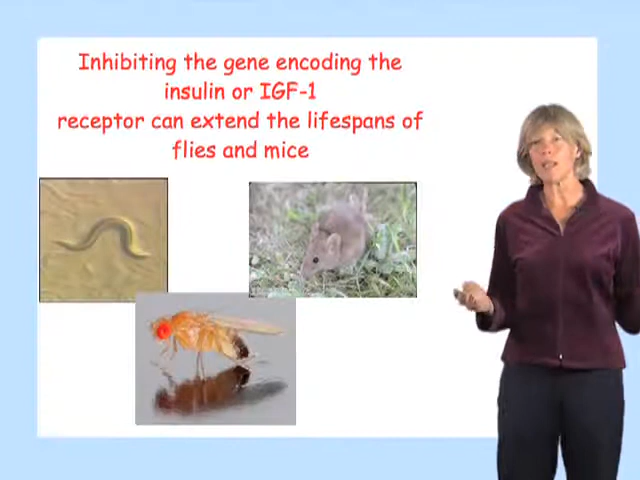 Inhibiting the gene encoding the
insulin or IGF-1
receptor can extend the lifespans of
flies and mice